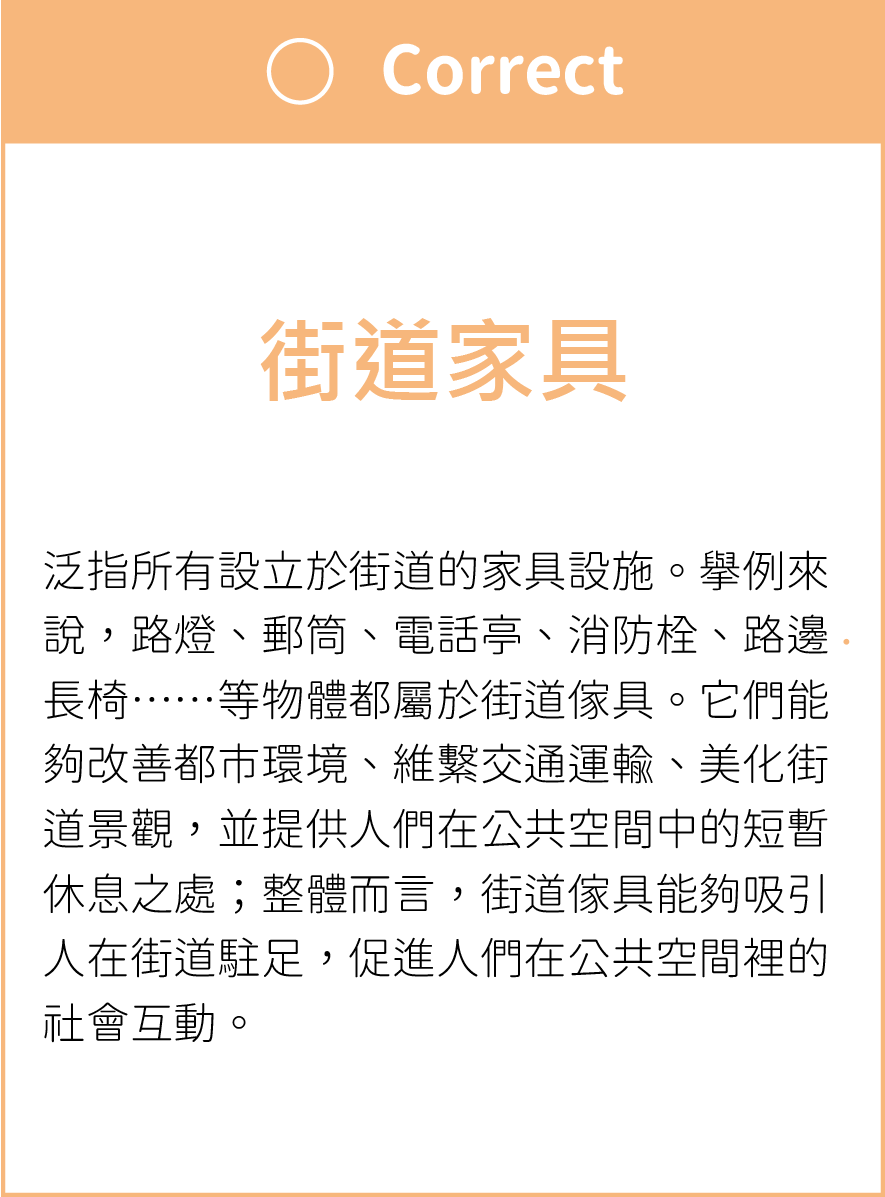 Correct
街道家具
泛指所有設立於街道的家具設施。舉例來
說，路燈、郵筒、電話亭、消防栓、路邊
長椅……等物體都屬於街道傢具。它們能
夠改善都市環境、維繫交通運輸、美化街
道景觀，並提供人們在公共空間中的短暫
休息之處；整體而言，街道傢具能夠吸引
人在街道駐足，促進人們在公共空間裡的
社會互動。